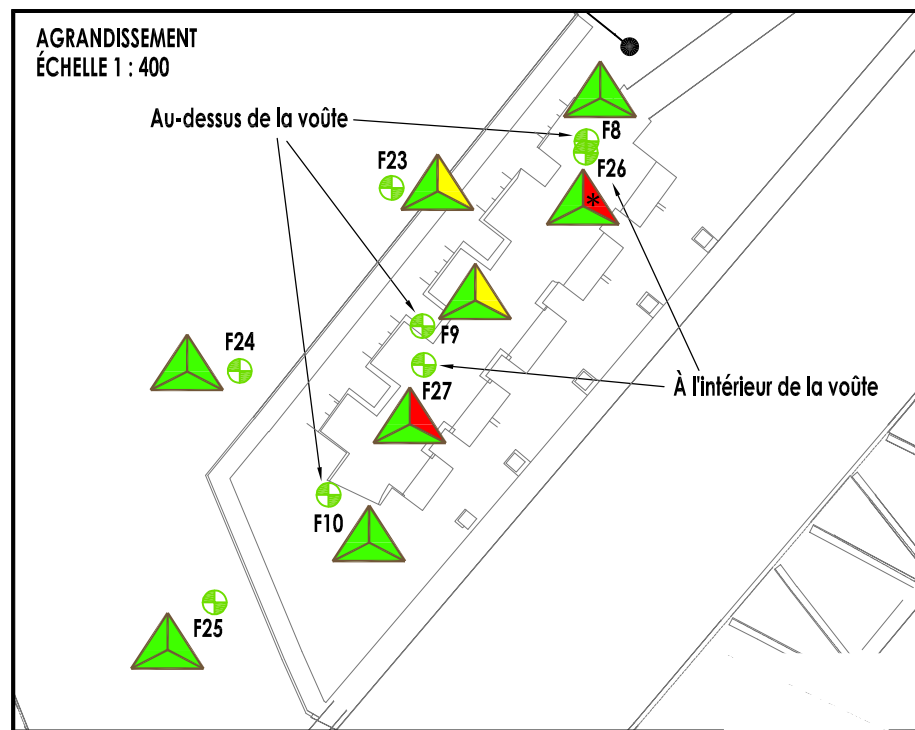 AGRANDISSEMENT
ÉCHELLE 1 : 400
Au-dessus de la voûte
F8
F23
F26
*
F9
F24
F27
À l'intérieur de la voûte
F10
F25